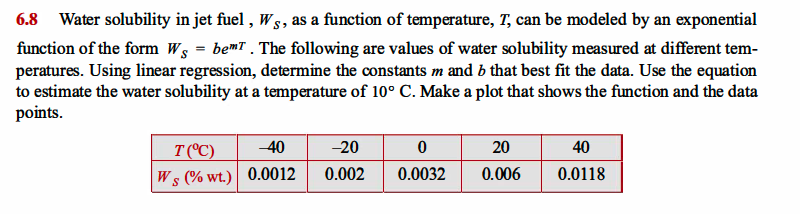 6.8 Water solubility in jet fuel , W_S, as a function of temperature, T, can be modeled by an exponential
function of the form W_S = be^{mT} . The following are values of water solubility measured at different tem-
peratures. Using linear regression, determine the constants m and b that best fit the data. Use the equation
to estimate the water solubility at a temperature of 10° C. Make a plot that shows the function and the data
points.
T (°C) –40 –20 0 20 40
W_S (% wt.) 0.0012 0.002 0.0032 0.006 0.0118